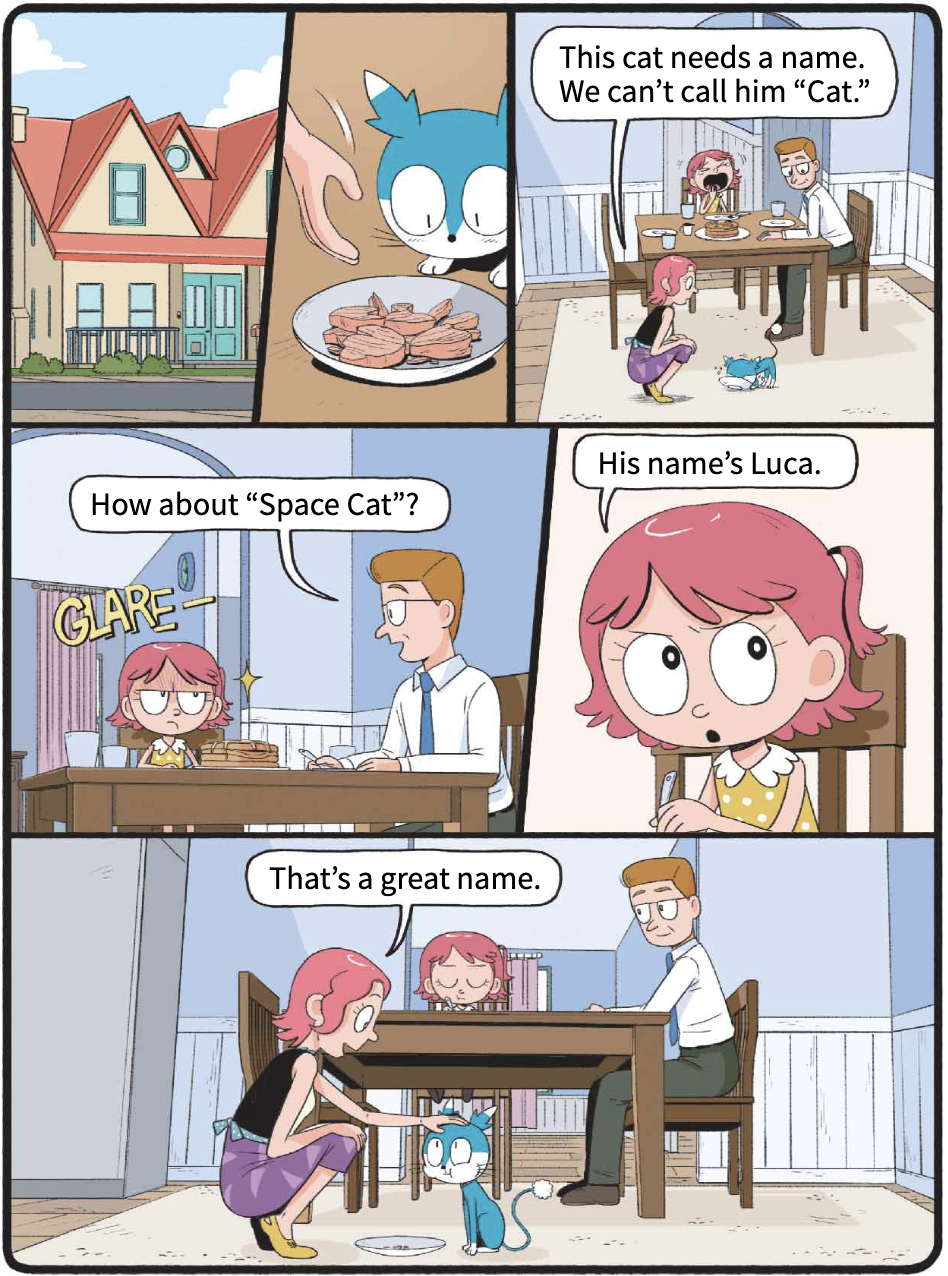 This cat needs a name.
We can’t call him “Cat.”
How about “Space Cat”?
GLARE –
His name’s Luca.
That’s a great name.